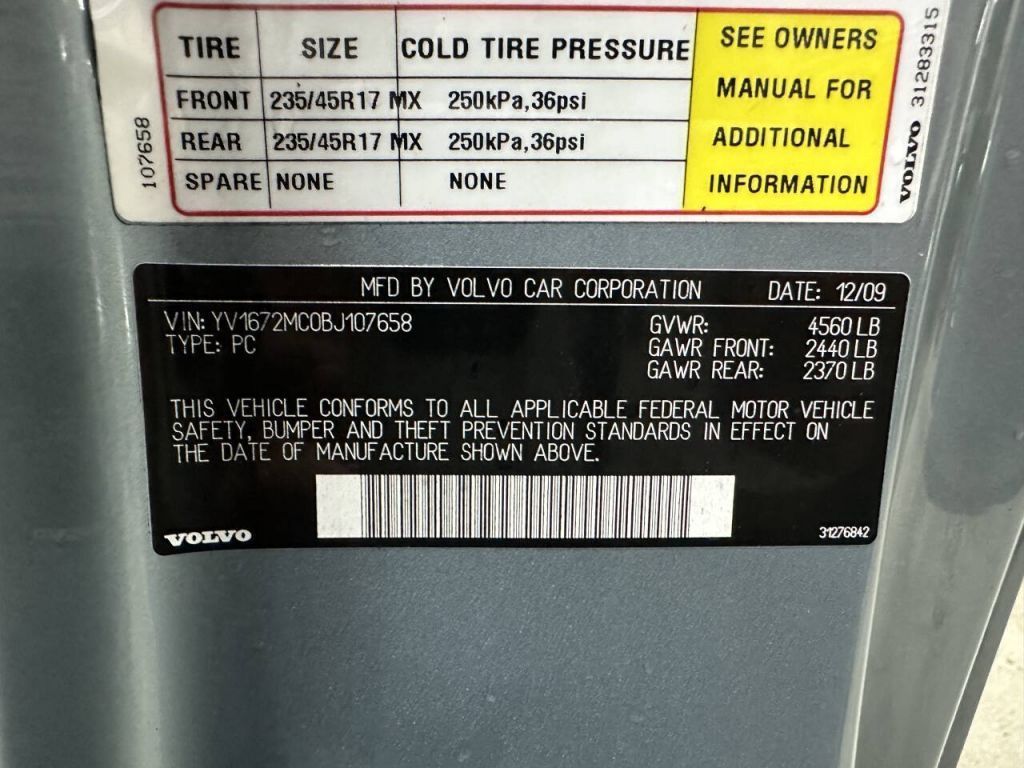 TIRE SIZE COLD TIRE PRESSURE
FRONT 235/45R17 MX 250kPa,36psi
REAR 235/45R17 MX 250kPa,36psi
SPARE NONE NONE
SEE OWNERS
MANUAL FOR
ADDITIONAL
INFORMATION
107658
VOLVO 31283315
MFD BY VOLVO CAR CORPORATION DATE: 12/09
VIN: YV1672MC0BJ107658 GVWR: 4560 LB
TYPE: PC GAWR FRONT: 2440 LB
GAWR REAR: 2370 LB
THIS VEHICLE CONFORMS TO ALL APPLICABLE FEDERAL MOTOR VEHICLE
SAFETY, BUMPER AND THEFT PREVENTION STANDARDS IN EFFECT ON
THE DATE OF MANUFACTURE SHOWN ABOVE.
VOLVO 31276842